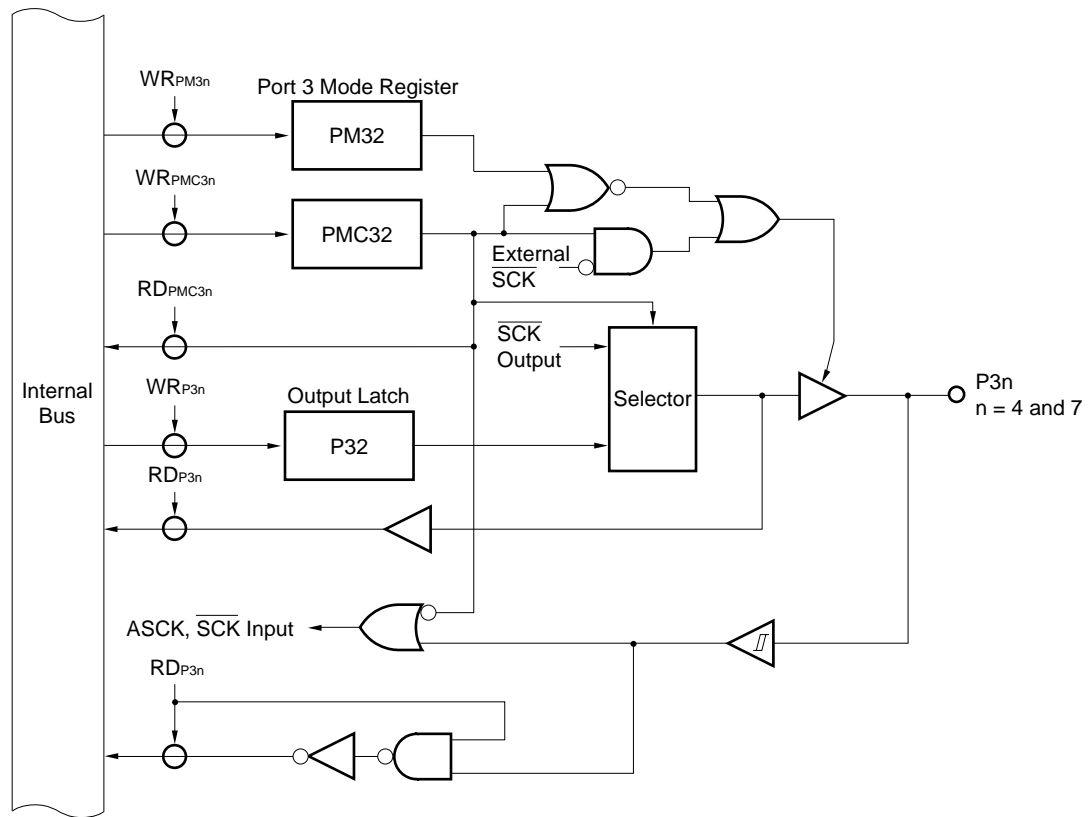 WRPM3n
Port 3 Mode Register
PM32
WRPMC3n
PMC32
External
SCK
RDPMC3n
SCK
Output
Internal
Bus
WRP3n
Output Latch
P32
Selector
P3n
n = 4 and 7
RDP3n
ASCK, SCK Input
RDP3n